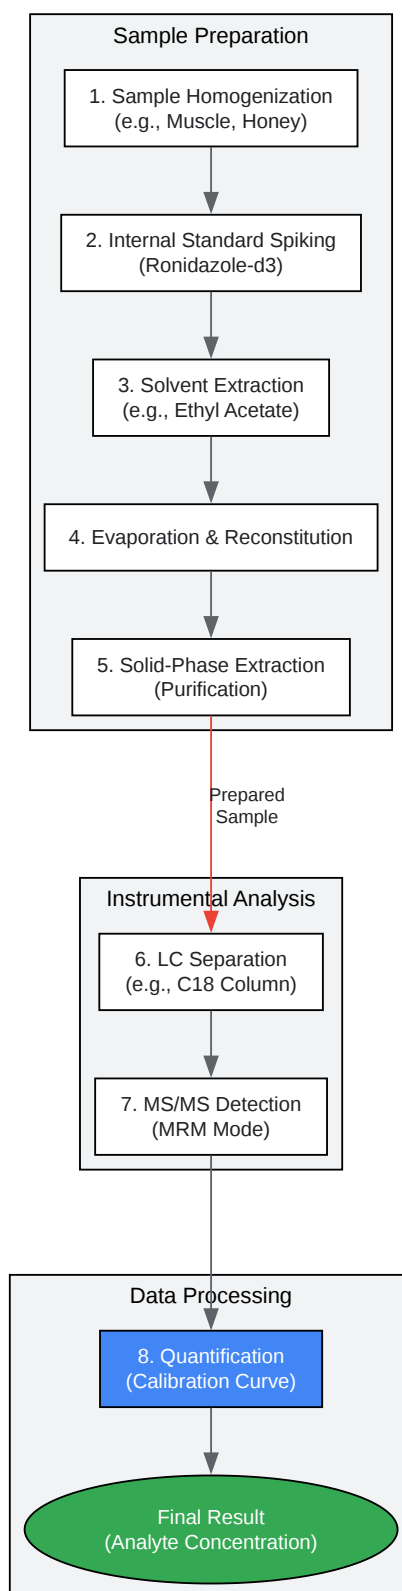 Sample Preparation
1. Sample Homogenization
(e.g., Muscle, Honey)
2. Internal Standard Spiking
(Ronidazole-d3)
3. Solvent Extraction
(e.g., Ethyl Acetate)
4. Evaporation & Reconstitution
5. Solid-Phase Extraction
(Purification)
Prepared
Sample
Instrumental Analysis
6. LC Separation
(e.g., C18 Column)
7. MS/MS Detection
(MRM Mode)
Data Processing
8. Quantification
(Calibration Curve)
Final Result
(Analyte Concentration)